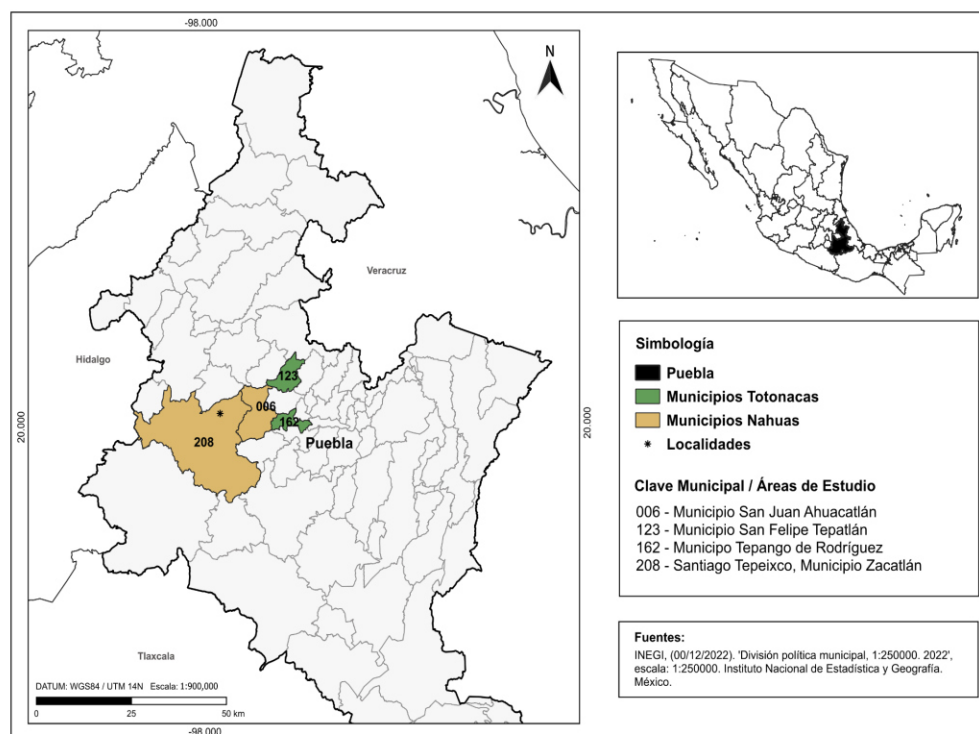 -98.000
N
Veracruz
Hidalgo
123
006
20.000
162
Puebla
20.000
208
Tlaxcala
DATUM: WGS84 / UTM 14N Escala: 1:900,000
0 25 50 km
-98.000
Simbología
Puebla
Municipios Totonacas
Municipios Nahuas
* Localidades
Clave Municipal / Áreas de Estudio
006 - Municipio San Juan Ahuacatlán
123 - Municipio San Felipe Tepatlán
162 - Municipo Tepango de Rodríguez
208 - Santiago Tepeixco, Municipio Zacatlán
Fuentes:
INEGI, (00/12/2022). 'División política municipal, 1:250000. 2022',
escala: 1:250000. Instituto Nacional de Estadística y Geografía.
México.